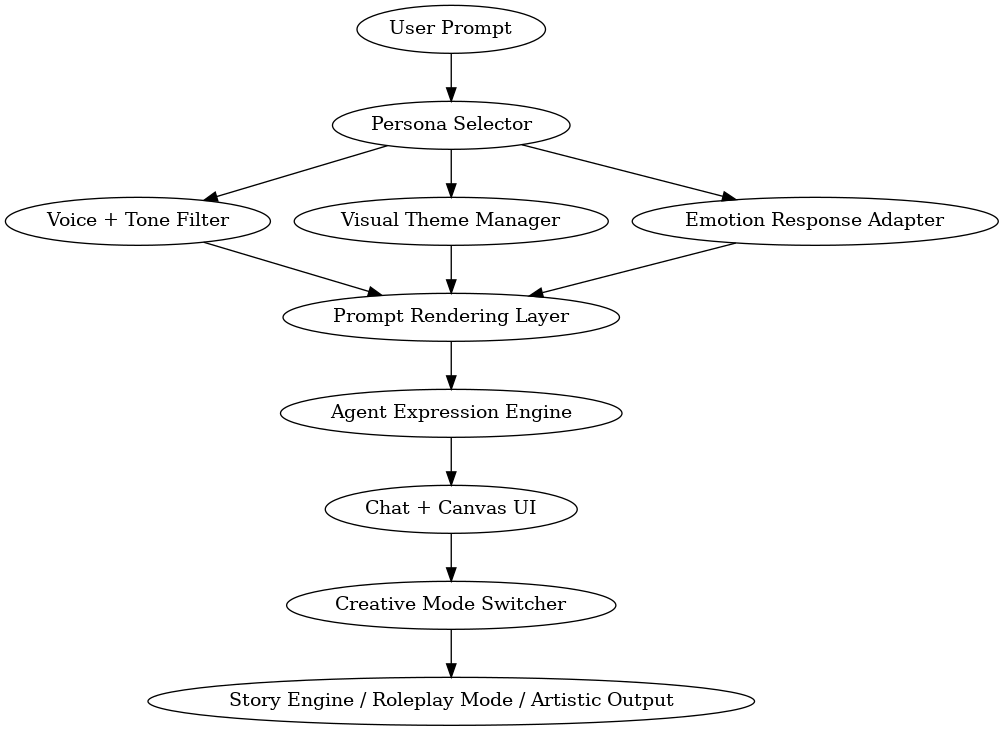 User Prompt
Persona Selector
Voice + Tone Filter
Visual Theme Manager
Emotion Response Adapter
Prompt Rendering Layer
Agent Expression Engine
Chat + Canvas UI
Creative Mode Switcher
Story Engine / Roleplay Mode / Artistic Output